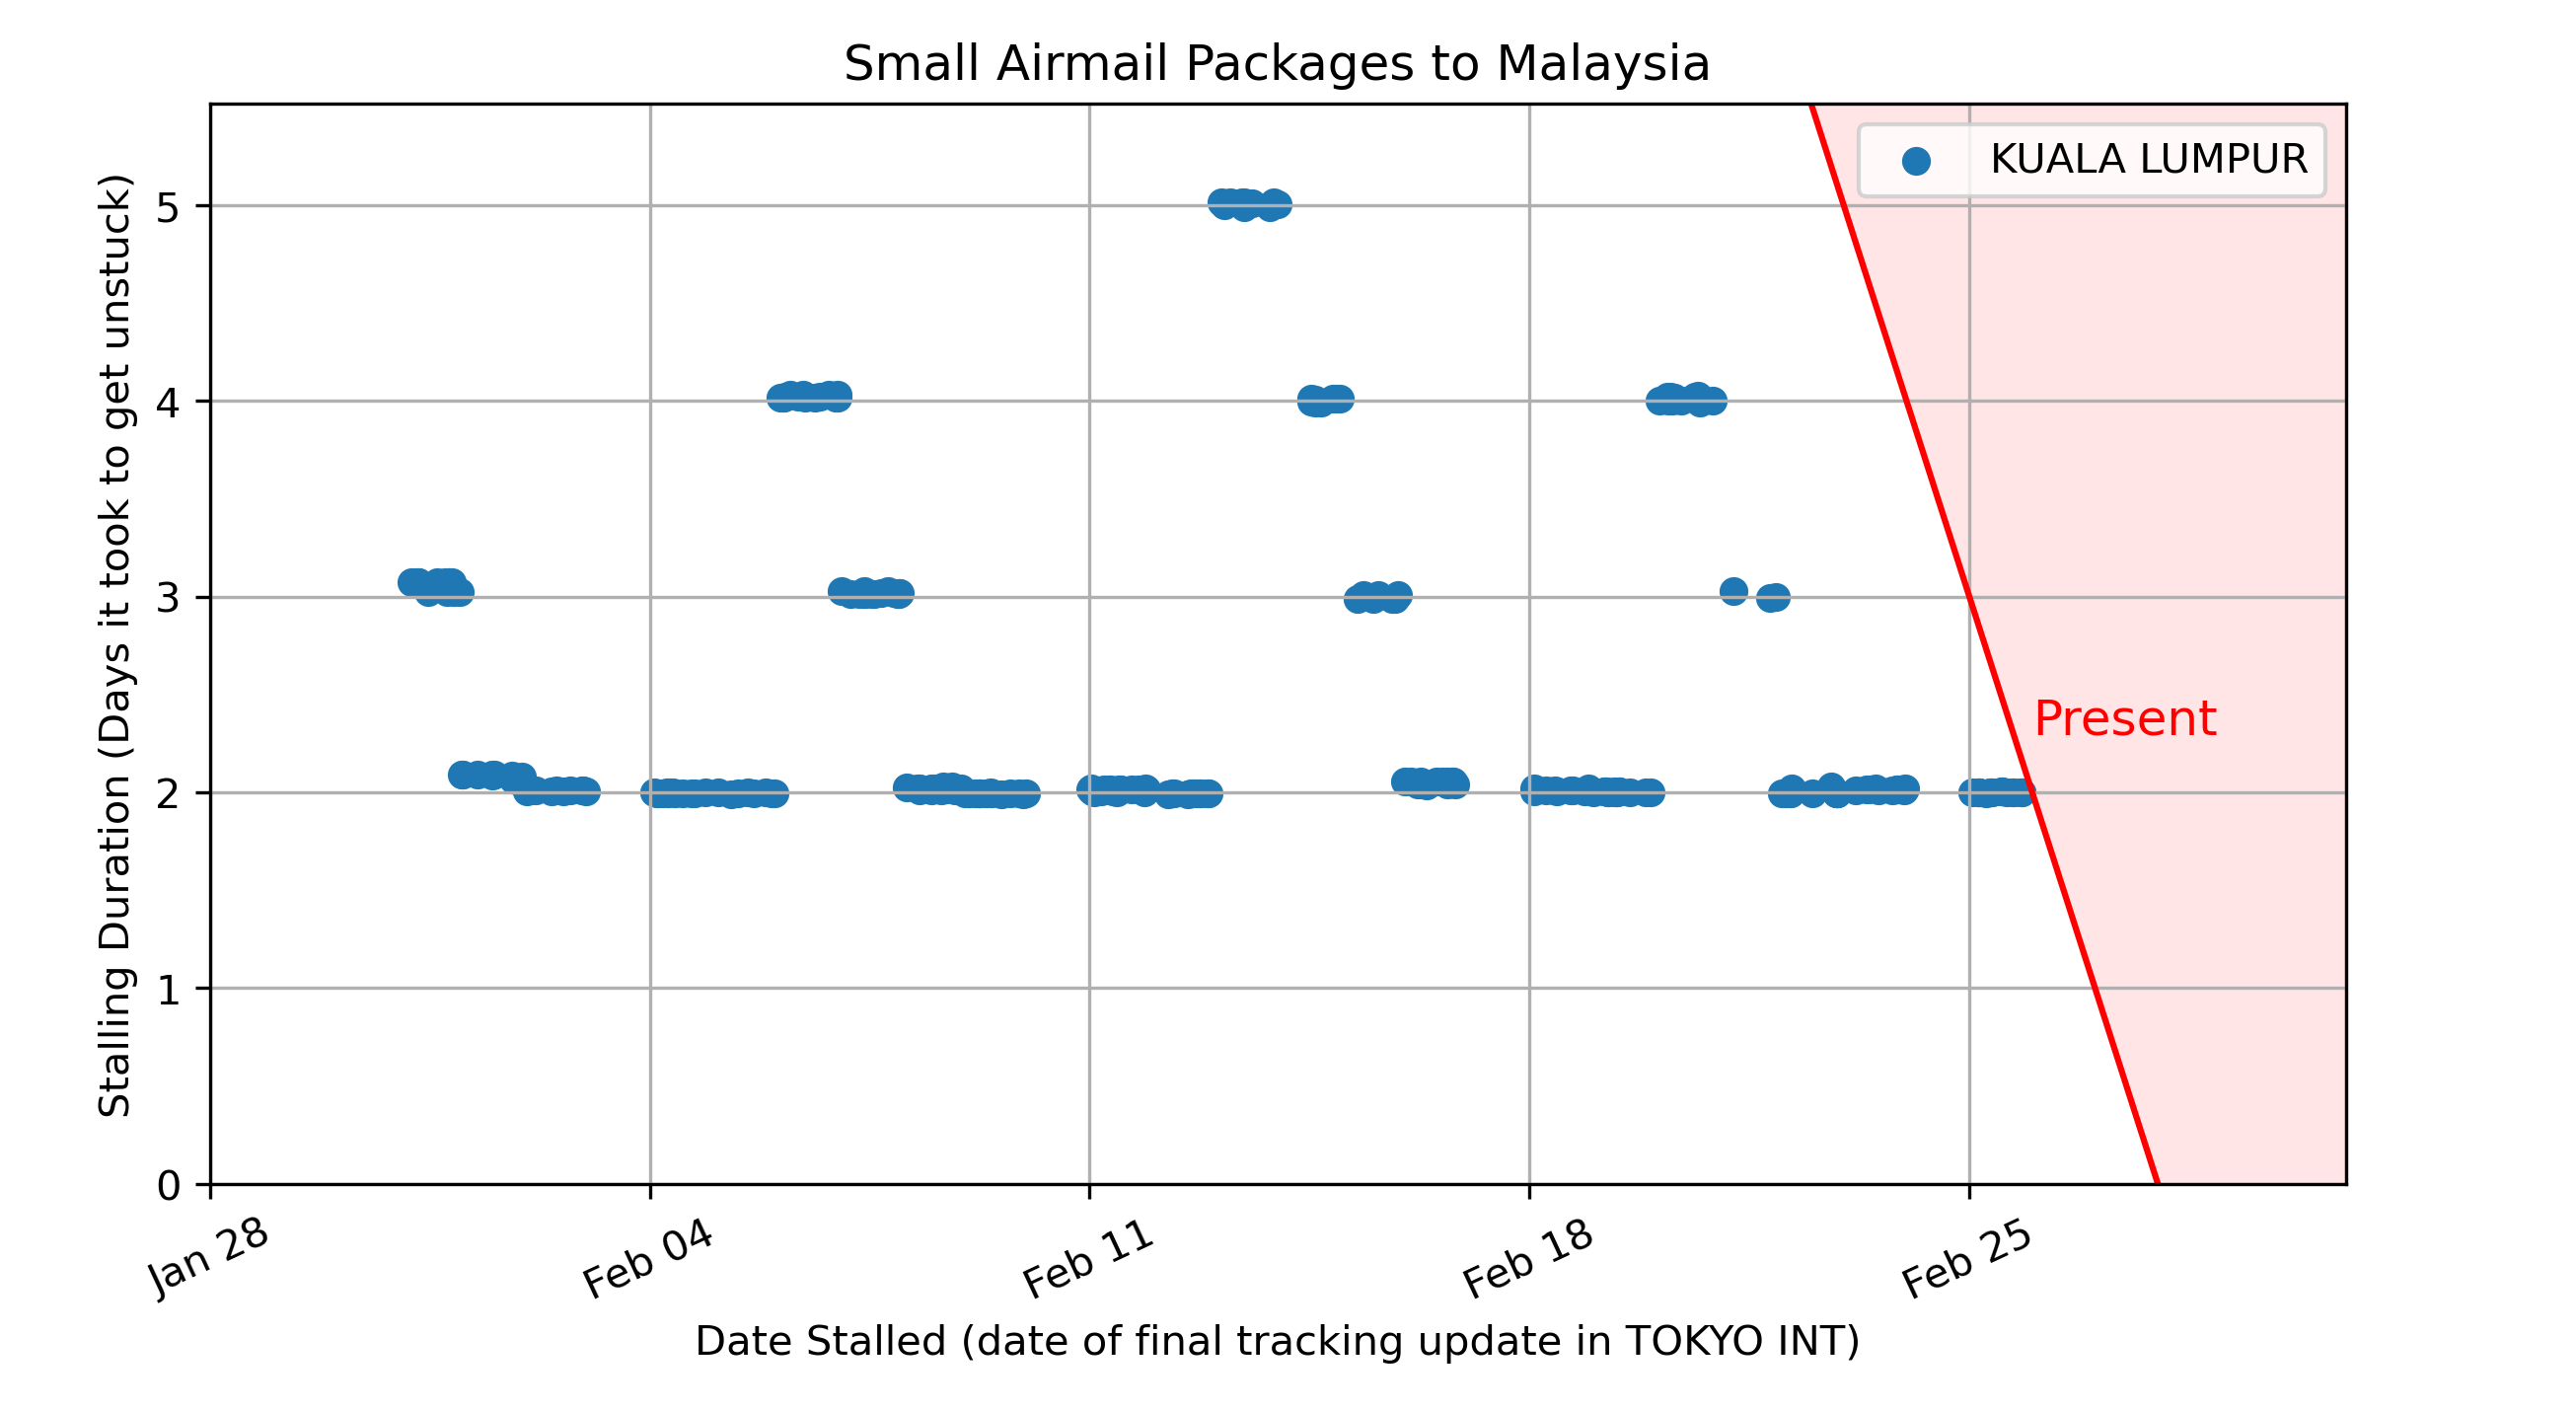 Small Airmail Packages to Malaysia
KUALA LUMPUR
Stalling Duration (Days it took to get unstuck)
5
4
3
2
1
0
Present
Jan 28
Feb 04
Feb 11
Feb 18
Feb 25
Date Stalled (date of final tracking update in TOKYO INT)